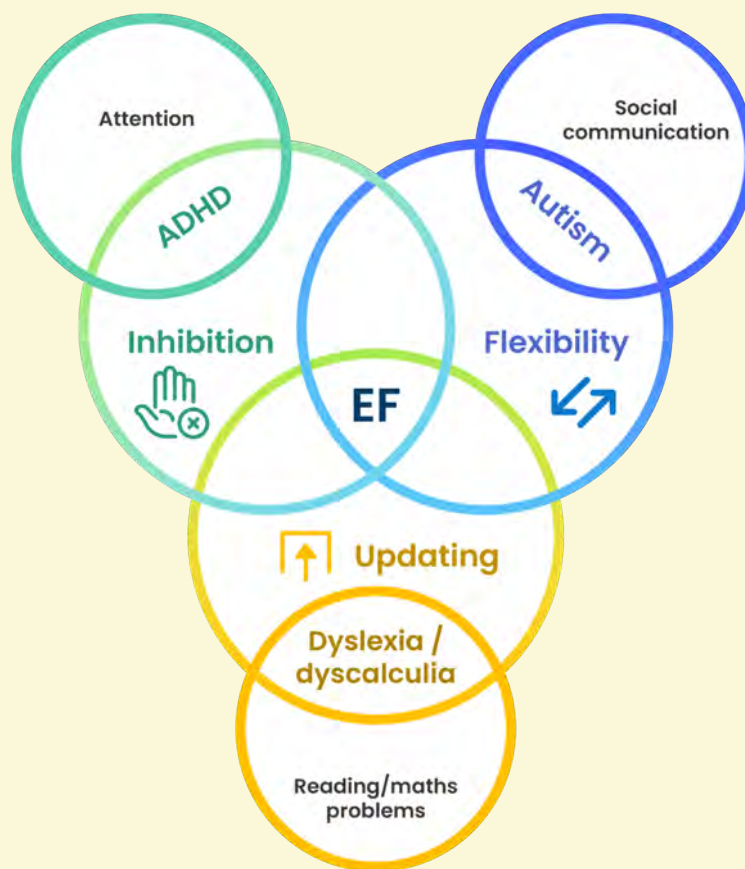 Attention
Social
communication
ADHD
Autism
Inhibition
Flexibility
EF
Updating
Dyslexia /
dyscalculia
Reading/maths
problems